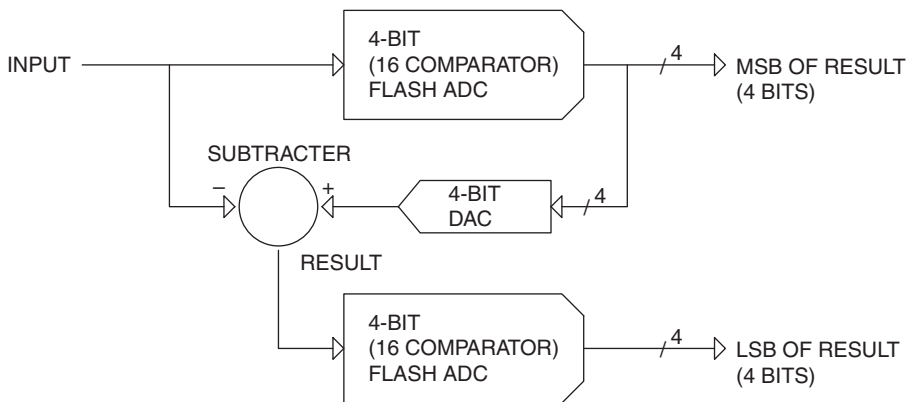 4-BIT
(16 COMPARATOR)
FLASH ADC
INPUT
4
MSB OF RESULT
(4 BITS)
SUBTRACTER
–
+
4-BIT
DAC
4
RESULT
4-BIT
(16 COMPARATOR)
FLASH ADC
4
LSB OF RESULT
(4 BITS)